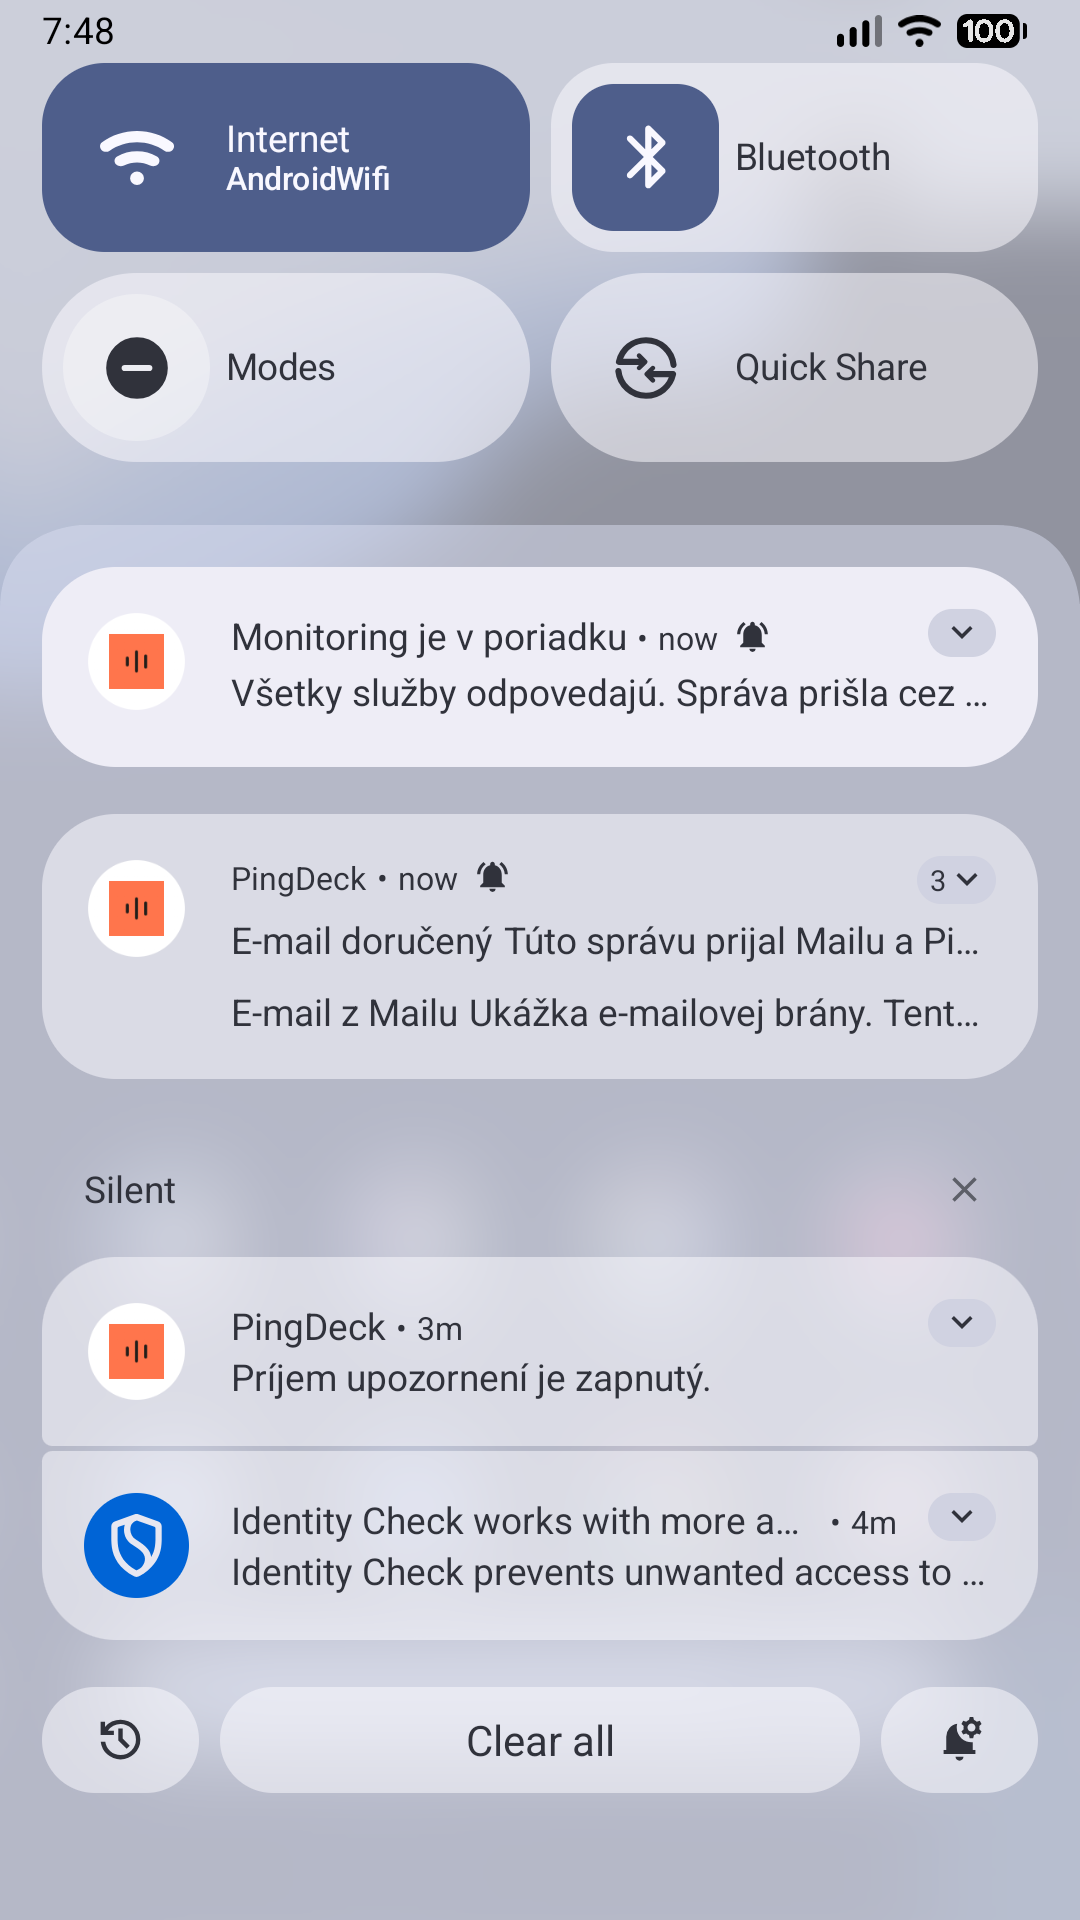 7:48
100
Internet
AndroidWifi
Bluetooth
Modes
Quick Share
Monitoring je v poriadku • now
Všetky služby odpovedajú. Správa prišla cez …
PingDeck • now
3
E-mail doručený Túto správu prijal Mailu a Pi…
E-mail z Mailu Ukážka e-mailovej brány. Tent…
Silent
PingDeck • 3m
Príjem upozornení je zapnutý.
Identity Check works with more a… • 4m
Identity Check prevents unwanted access to …
Clear all